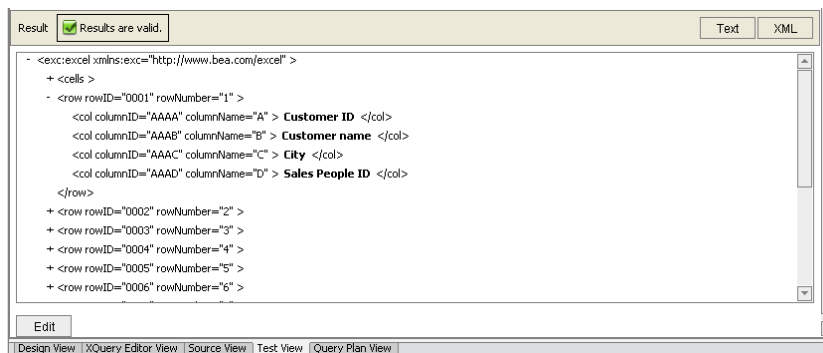 Result Results are valid. Text XML
- <exc:excel xmlns:exc="http://www.bea.com/excel" >
+ <cells >
- <row rowID="0001" rowNumber="1" >
<col columnID="AAAA" columnName="A" > Customer ID </col>
<col columnID="AAAB" columnName="B" > Customer name </col>
<col columnID="AAAC" columnName="C" > City </col>
<col columnID="AAAD" columnName="D" > Sales People ID </col>
</row>
+ <row rowID="0002" rowNumber="2" >
+ <row rowID="0003" rowNumber="3" >
+ <row rowID="0004" rowNumber="4" >
+ <row rowID="0005" rowNumber="5" >
+ <row rowID="0006" rowNumber="6" >
Edit
Design View XQuery Editor View Source View Test View Query Plan View